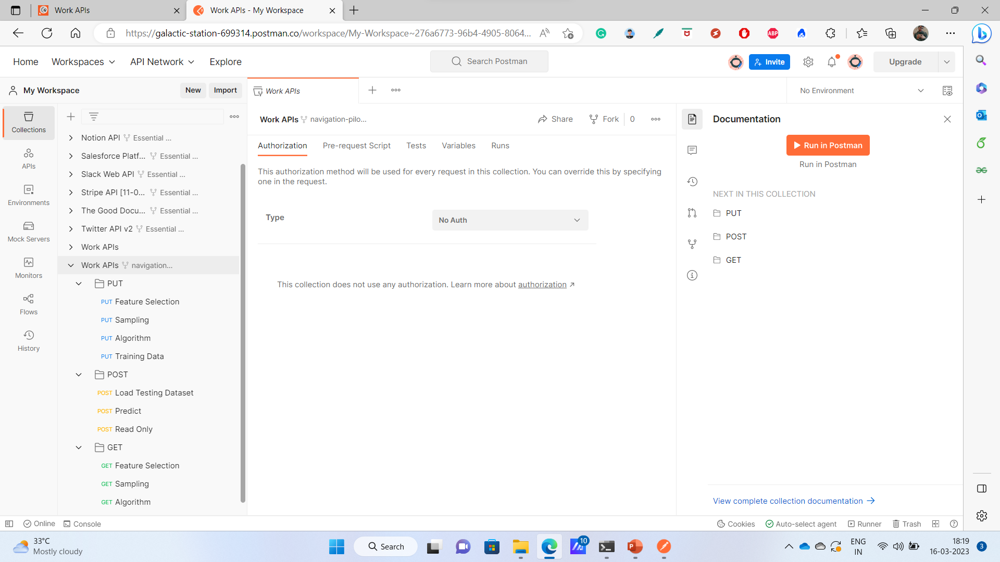 Work APIs
Work APIs - My Workspace
https://galactic-station-699314.postman.co/workspace/My-Workspace~276a6773-96b4-4905-8064...
ABP
Home
Workspaces
API Network
Explore
Search Postman
Invite
Upgrade
My Workspace
New
Import
Work APIs
No Environment
Collections
APIs
Environments
Mock Servers
Monitors
Flows
History
Notion API Essential ...
Salesforce Platf... Essential ...
Slack Web API Essential ...
Stripe API [11-0... Essential ...
The Good Docu... Essential ...
Twitter API v2 Essential ...
Work APIs
Work APIs navigation...
PUT
PUT Feature Selection
PUT Sampling
PUT Algorithm
PUT Training Data
POST
POST Load Testing Dataset
POST Predict
POST Read Only
GET
GET Feature Selection
GET Sampling
GET Algorithm
Work APIs navigation-pilo...
Share
Fork 0
Authorization
Pre-request Script
Tests
Variables
Runs
This authorization method will be used for every request in this collection. You can override this by specifying
one in the request.
Type
No Auth
This collection does not use any authorization. Learn more about authorization ↗
Documentation
Run in Postman
Run in Postman
NEXT IN THIS COLLECTION
PUT
POST
GET
View complete collection documentation →
Online
Console
Cookies
Auto-select agent
Runner
Trash
33°C
Mostly cloudy
Search
10
ENG
IN
18:19
16-03-2023
3